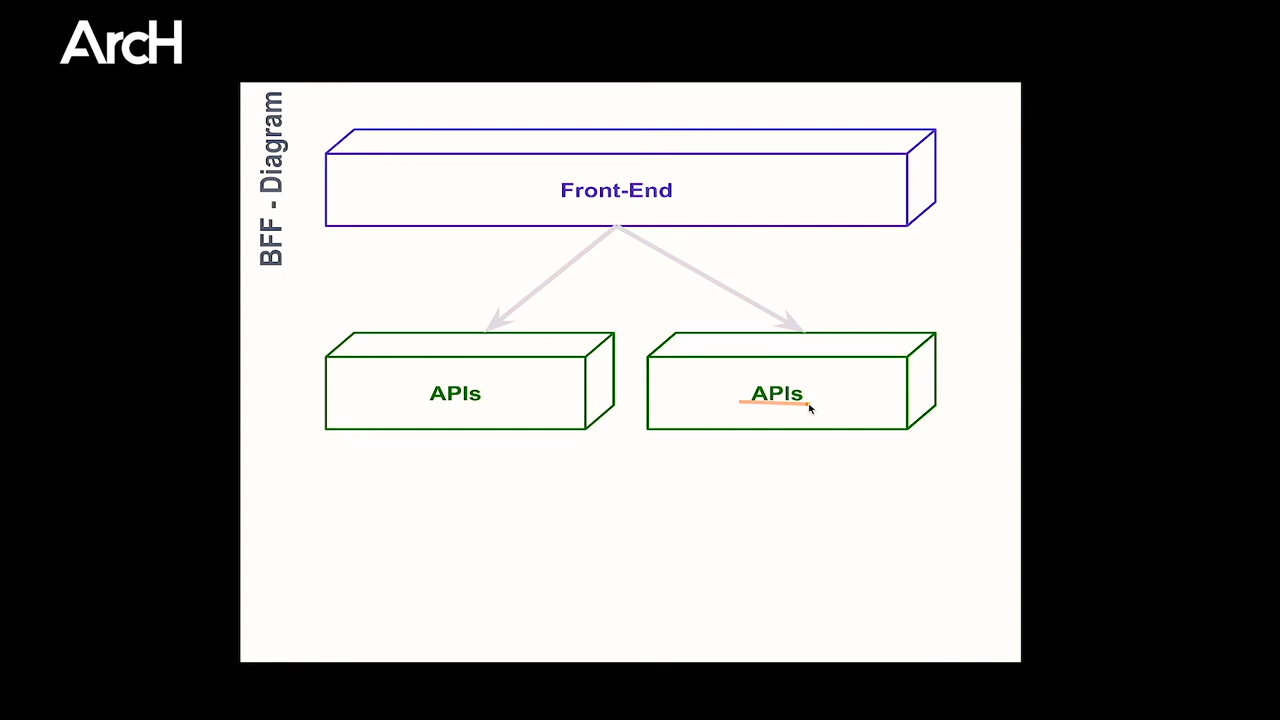 ArcH
BFF - Diagram
Front-End
APIs
APIs